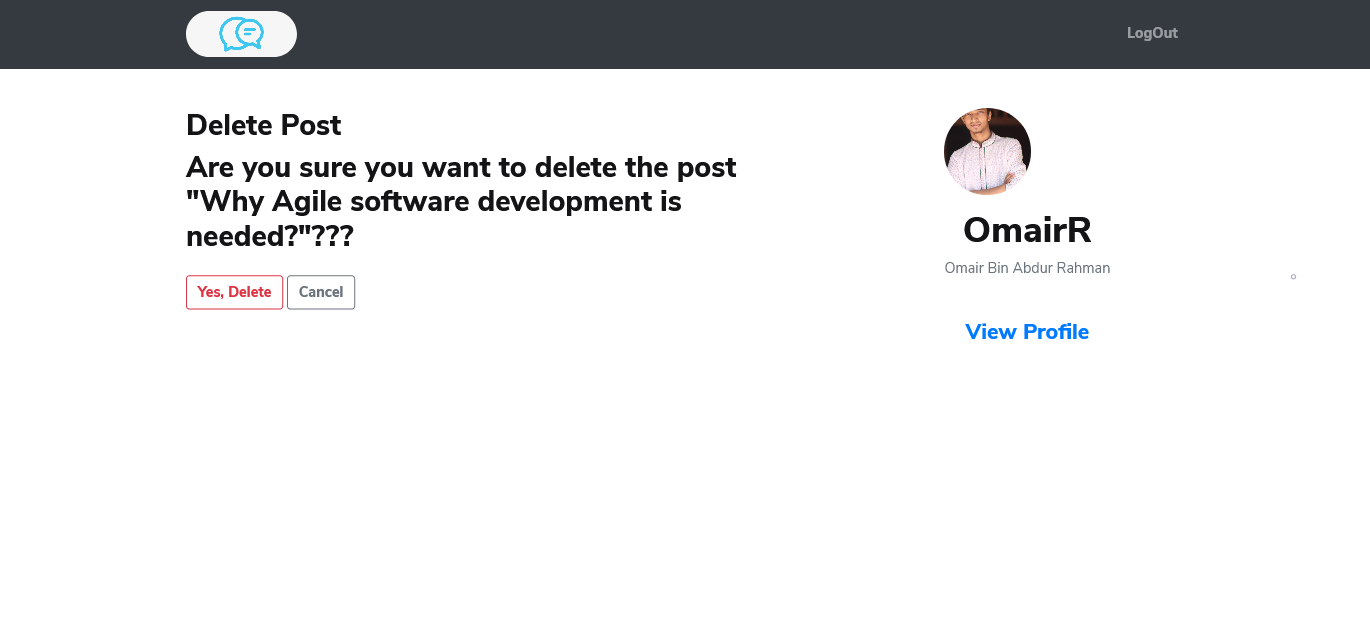 LogOut
Delete Post
Are you sure you want to delete the post
"Why Agile software development is
needed?"???
Yes, Delete
Cancel
OmairR
Omair Bin Abdur Rahman
View Profile